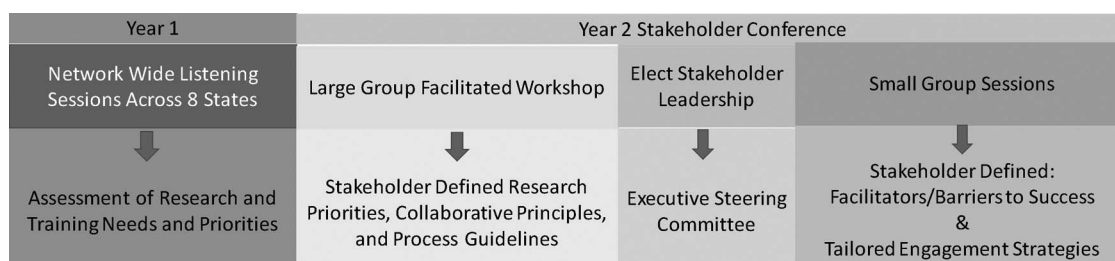 Year 1
Year 2 Stakeholder Conference
Network Wide Listening
Sessions Across 8 States
Large Group Facilitated Workshop
Elect Stakeholder
Leadership
Small Group Sessions
Assessment of Research and
Training Needs and Priorities
Stakeholder Defined Research
Priorities, Collaborative Principles,
and Process Guidelines
Executive Steering
Committee
Stakeholder Defined:
Facilitators/Barriers to Success
&
Tailored Engagement Strategies